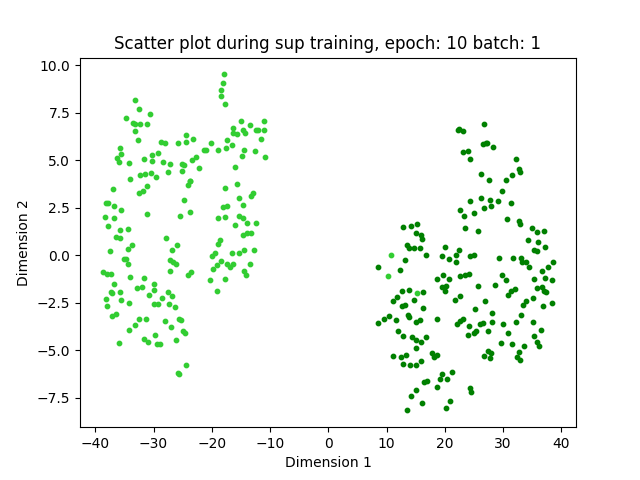 Scatter plot during sup training, epoch: 10 batch: 1
10.0
7.5
5.0
2.5
0.0
−2.5
−5.0
−7.5
Dimension 2
−40 −30 −20 −10 0 10 20 30 40
Dimension 1